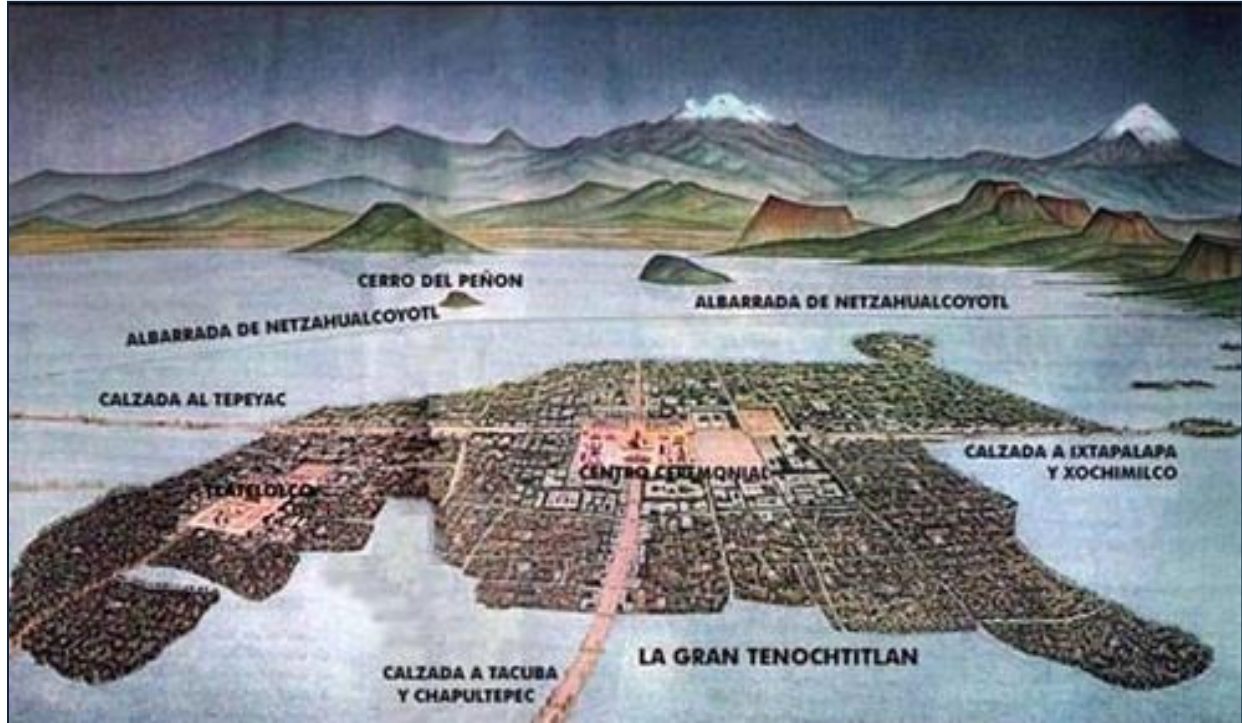 CERRO DEL PEÑON
ALBARRADA DE NETZAHUALCOYOTL
ALBARRADA DE NETZAHUALCOYOTL
CALZADA AL TEPEYAC
CALZADA A IXTAPALAPA
Y XOCHIMILCO
CENTRO CEREMONIAL
TLATELOLCO
LA GRAN TENOCHTITLAN
CALZADA A TACUBA
Y CHAPULTEPEC